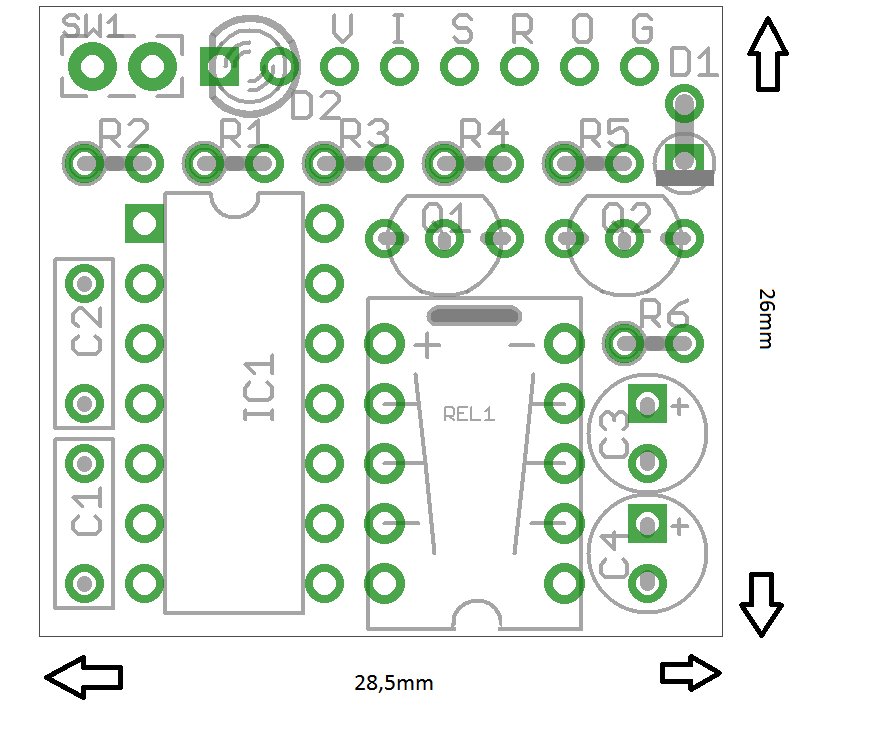 SW1 V I S R O G
D1
D2
R2 R1 R3 R4 R5
Q1 Q2
R6
C2
IC1
+ −
REL1
C3 +
C1
C4 +
26mm
28,5mm